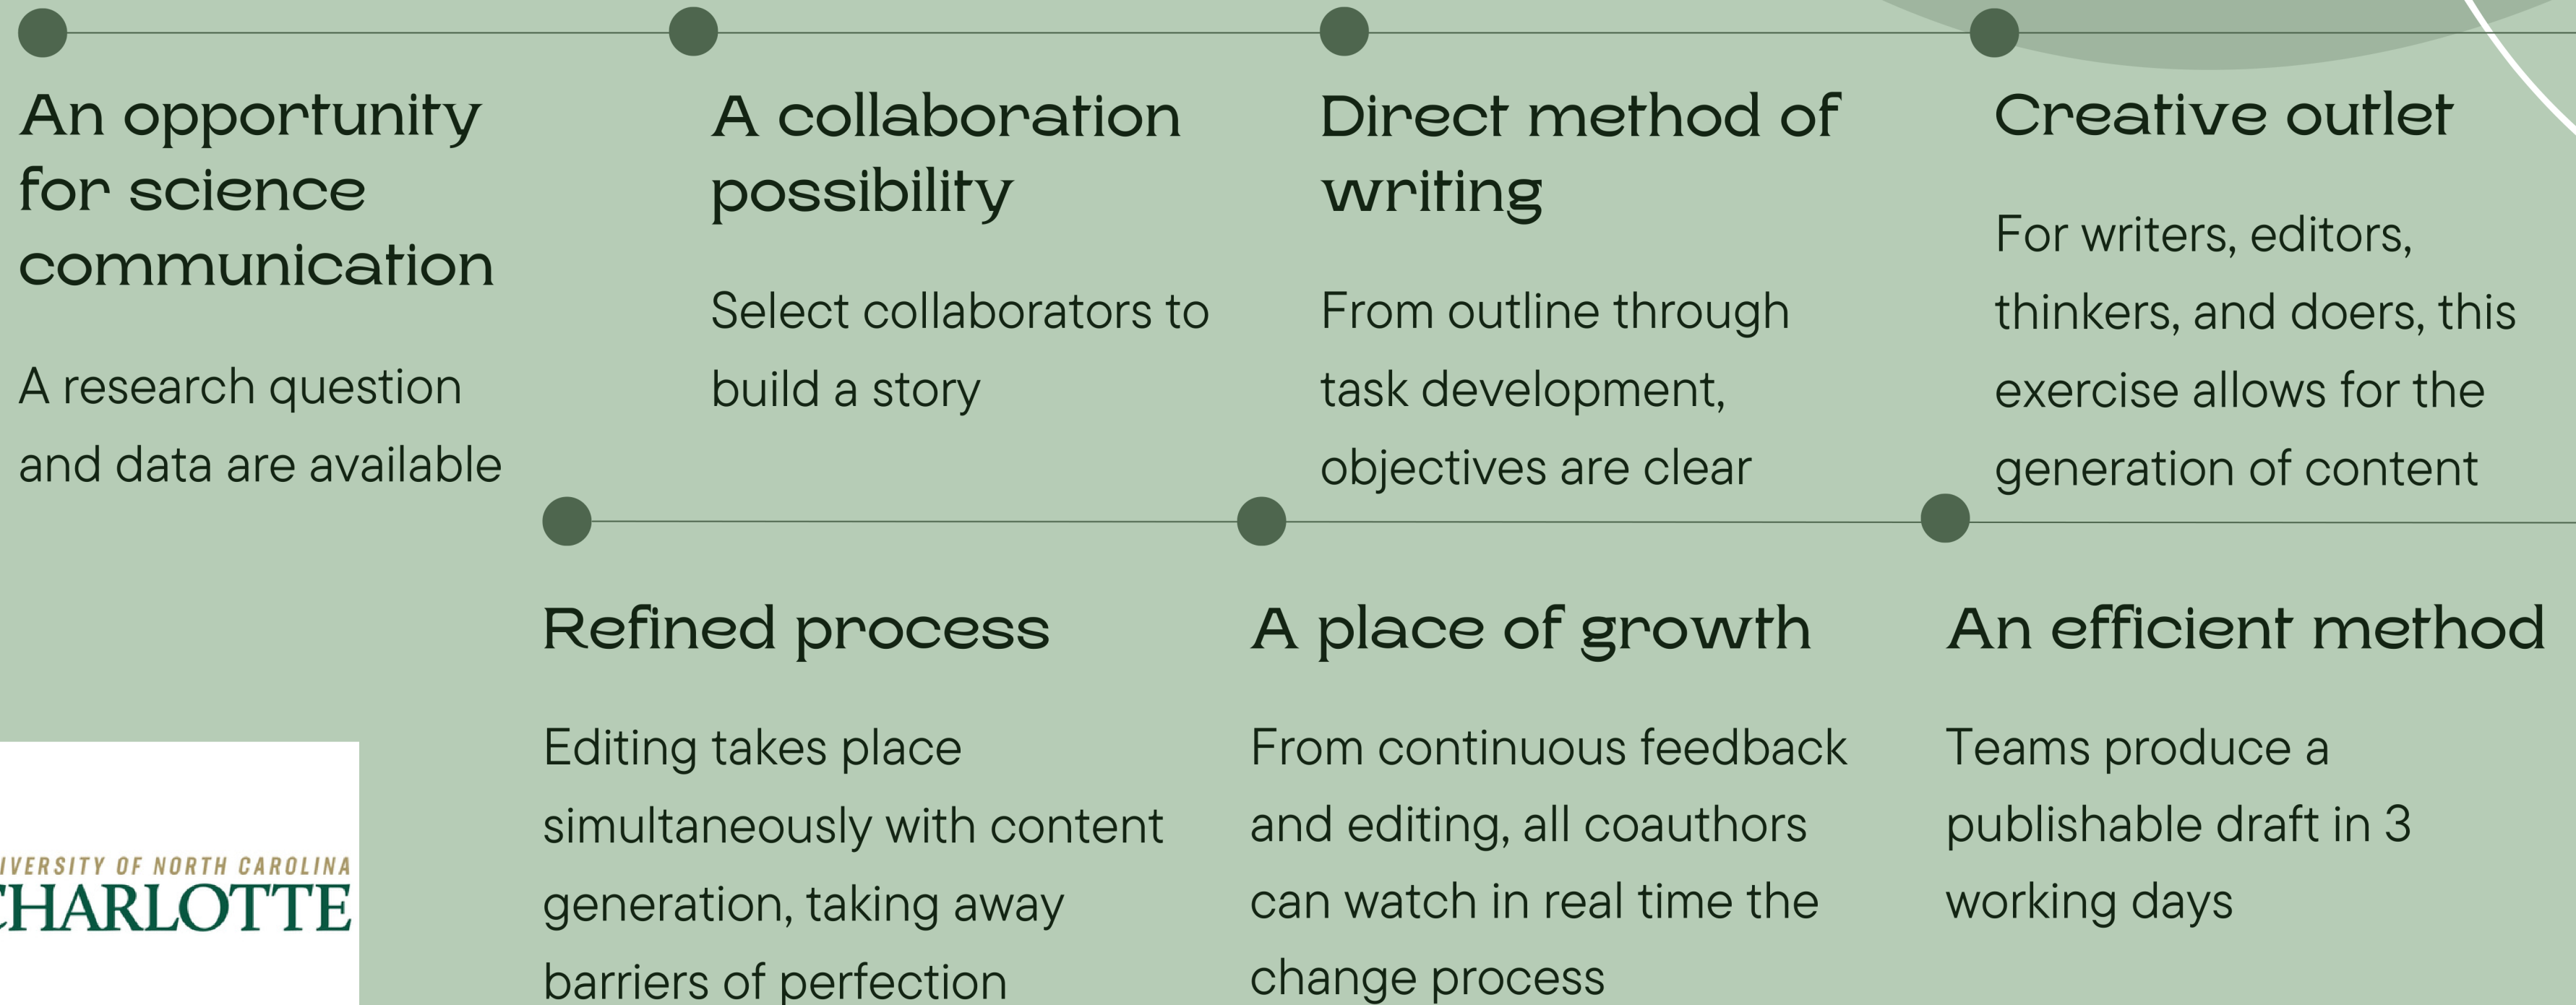 An opportunity
for science
communication
A research question
and data are available
A collaboration
possibility
Select collaborators to
build a story
Direct method of
writing
From outline through
task development,
objectives are clear
Creative outlet
For writers, editors,
thinkers, and doers, this
exercise allows for the
generation of content
Refined process
Editing takes place
simultaneously with content
generation, taking away
barriers of perfection
A place of growth
From continuous feedback
and editing, all coauthors
can watch in real time the
change process
An efficient method
Teams produce a
publishable draft in 3
working days
IVERSITY OF NORTH CAROLINA
CHARLOTTE